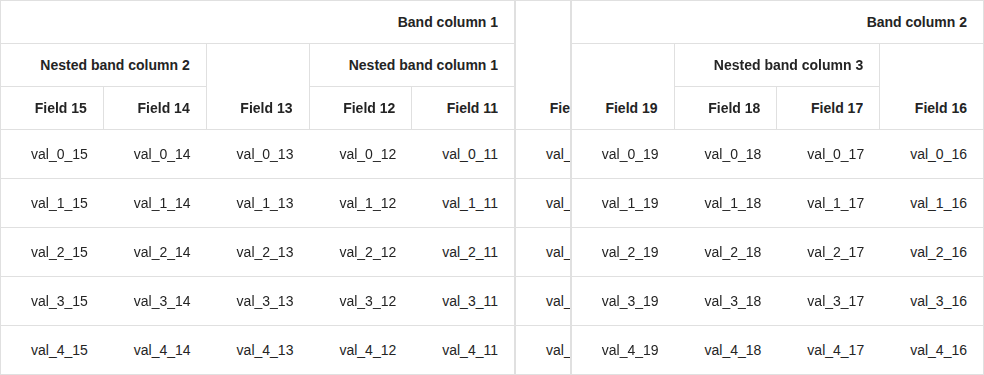 Band column 1 Band column 2
Nested band column 2 Nested band column 1 Nested band column 3
Field 15 Field 14 Field 13 Field 12 Field 11 Field 19 Field 18 Field 17 Field 16
val_0_15 val_0_14 val_0_13 val_0_12 val_0_11 val_0_19 val_0_18 val_0_17 val_0_16
val_1_15 val_1_14 val_1_13 val_1_12 val_1_11 val_1_19 val_1_18 val_1_17 val_1_16
val_2_15 val_2_14 val_2_13 val_2_12 val_2_11 val_2_19 val_2_18 val_2_17 val_2_16
val_3_15 val_3_14 val_3_13 val_3_12 val_3_11 val_3_19 val_3_18 val_3_17 val_3_16
val_4_15 val_4_14 val_4_13 val_4_12 val_4_11 val_4_19 val_4_18 val_4_17 val_4_16